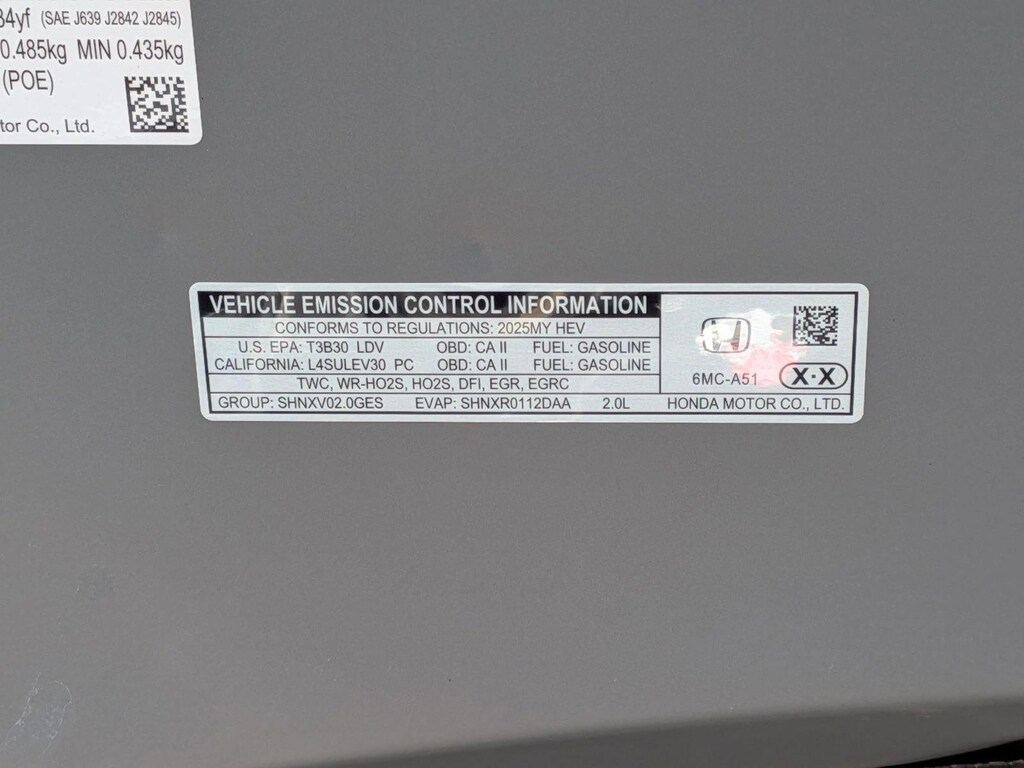 34yf (SAE J639 J2842 J2845)
0.485kg MIN 0.435kg
(POE)
tor Co., Ltd.
VEHICLE EMISSION CONTROL INFORMATION
CONFORMS TO REGULATIONS: 2025MY HEV
U.S. EPA: T3B30 LDV OBD: CA II FUEL: GASOLINE
CALIFORNIA: L4SULEV30 PC OBD: CA II FUEL: GASOLINE
TWC, WR-HO2S, HO2S, DFI, EGR, EGRC
GROUP: SHNXV02.0GES EVAP: SHNXR0112DAA 2.0L
6MC-A51 X·X
HONDA MOTOR CO., LTD.